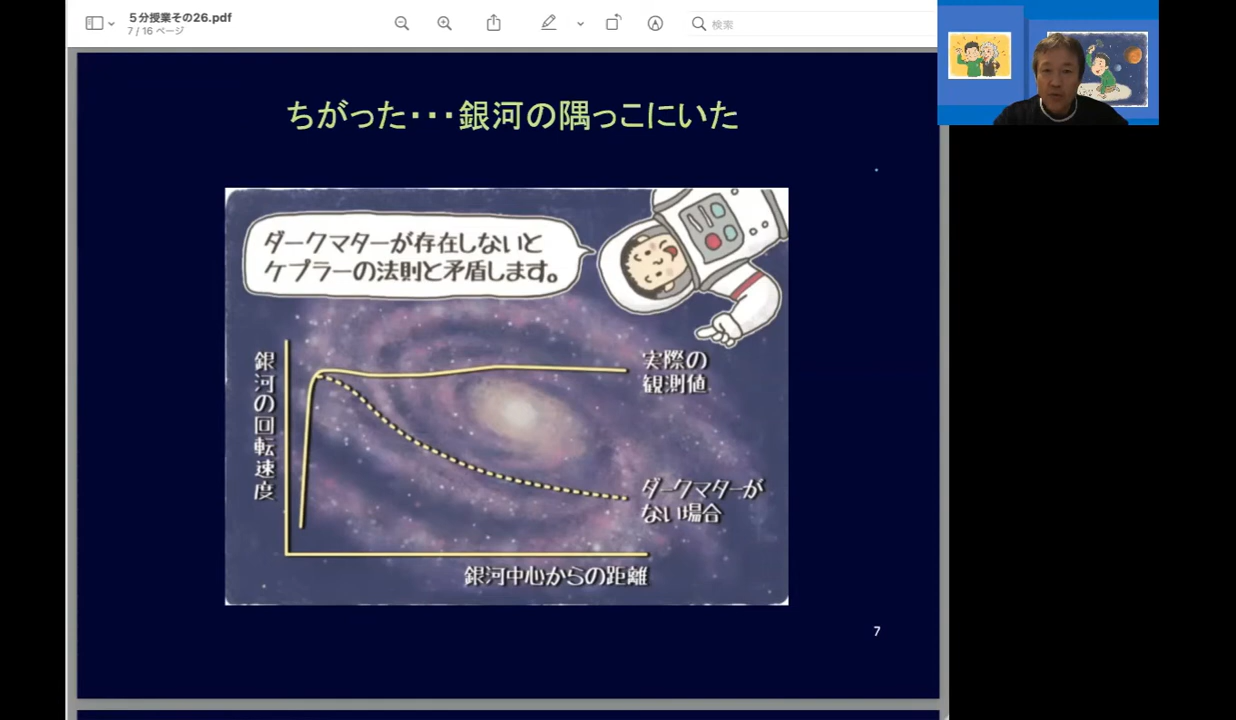 ５分授業その26.pdf
7 / 16 ページ
検索
ちがった･･･銀河の隅っこにいた
ダークマターが存在しないと
ケプラーの法則と矛盾します。
銀河の回転速度
実際の
観測値
ダークマターが
ない場合
銀河中心からの距離
7